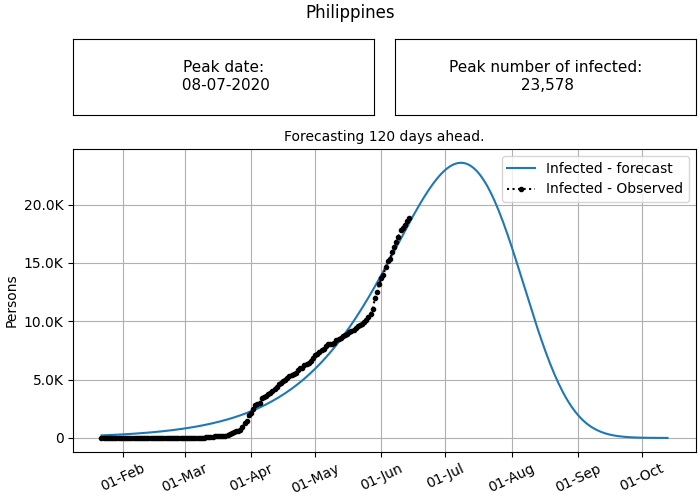 Philippines
Peak date:
08-07-2020
Peak number of infected:
23,578
Forecasting 120 days ahead.
Infected - forecast
Infected - Observed
Persons
20.0K
15.0K
10.0K
5.0K
0
01-Feb
01-Mar
01-Apr
01-May
01-Jun
01-Jul
01-Aug
01-Sep
01-Oct